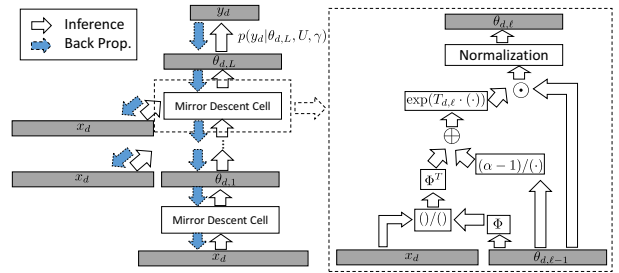 Inference
Back Prop.
y_d
p(y_d|θ_{d,L}, U, γ)
θ_{d,L}
Mirror Descent Cell
x_d
x_d
θ_{d,1}
Mirror Descent Cell
x_d
θ_{d,ℓ}
Normalization
⊙
exp(T_{d,ℓ} · (·))
⊕
(α − 1)/(·)
Φ^T
()/()
Φ
x_d
θ_{d,ℓ−1}